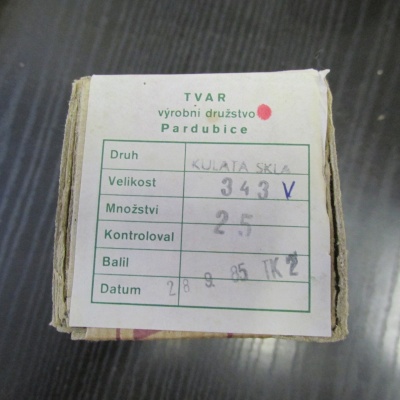 TVAR
výrobní družstvo
Pardubice
Druh KULATA SKLA
Velikost 343 V
Množství 25
Kontroloval
Balil TK 2
Datum 28 9. 85